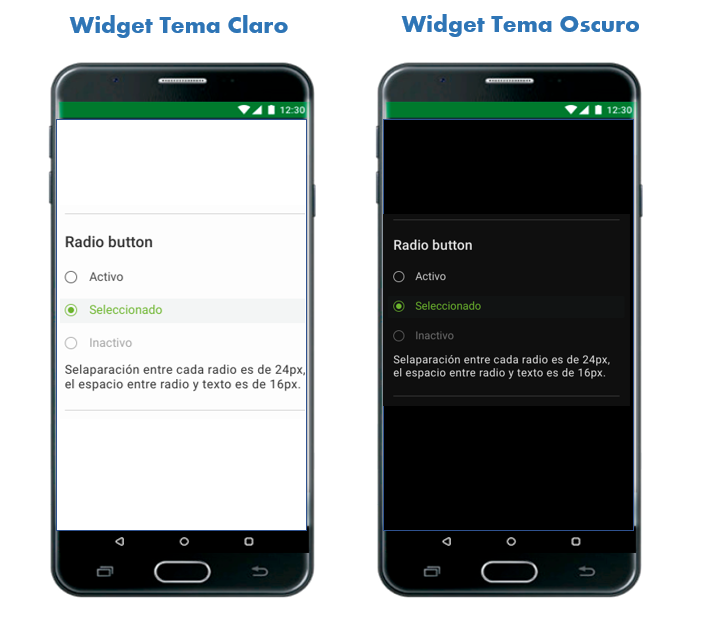 Widget Tema Claro
Widget Tema Oscuro
12:30
Radio button
Activo
Seleccionado
Inactivo
Selaparación entre cada radio es de 24px,
el espacio entre radio y texto es de 16px.
12:30
Radio button
Activo
Seleccionado
Inactivo
Selaparación entre cada radio es de 24px,
el espacio entre radio y texto es de 16px.